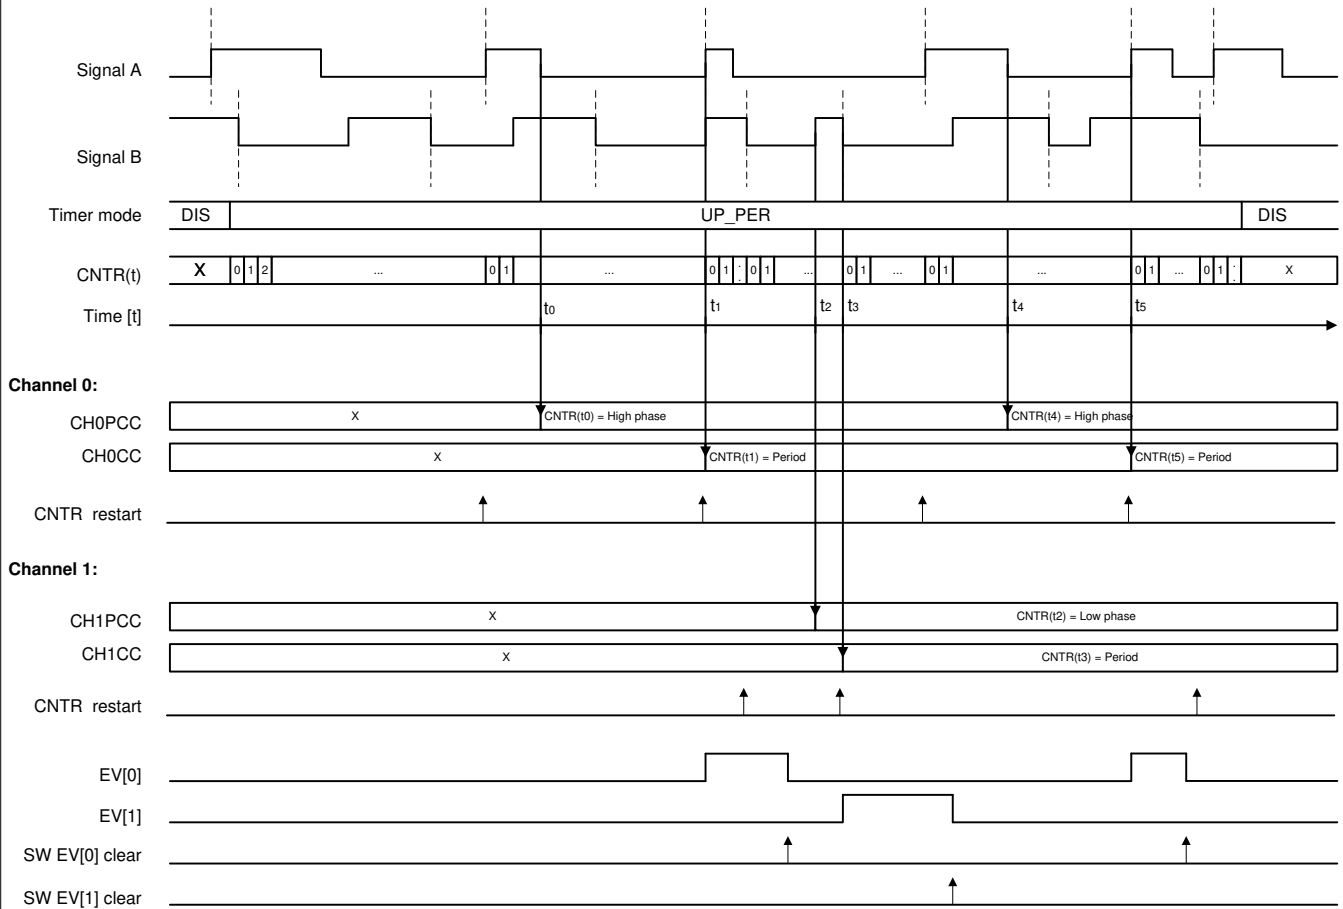 Signal A
Signal B
Timer mode DIS UP_PER DIS
CNTR(t) X 0 1 2 ... 0 1 ... 0 1 : 0 1 ... 0 1 ... 0 1 ... 0 1 ... 0 1 : X
Time [t] t0 t1 t2 t3 t4 t5
Channel 0:
CH0PCC X CNTR(t0) = High phase CNTR(t4) = High phase
CH0CC X CNTR(t1) = Period CNTR(t5) = Period
CNTR restart
Channel 1:
CH1PCC X CNTR(t2) = Low phase
CH1CC X CNTR(t3) = Period
CNTR restart
EV[0]
EV[1]
SW EV[0] clear
SW EV[1] clear